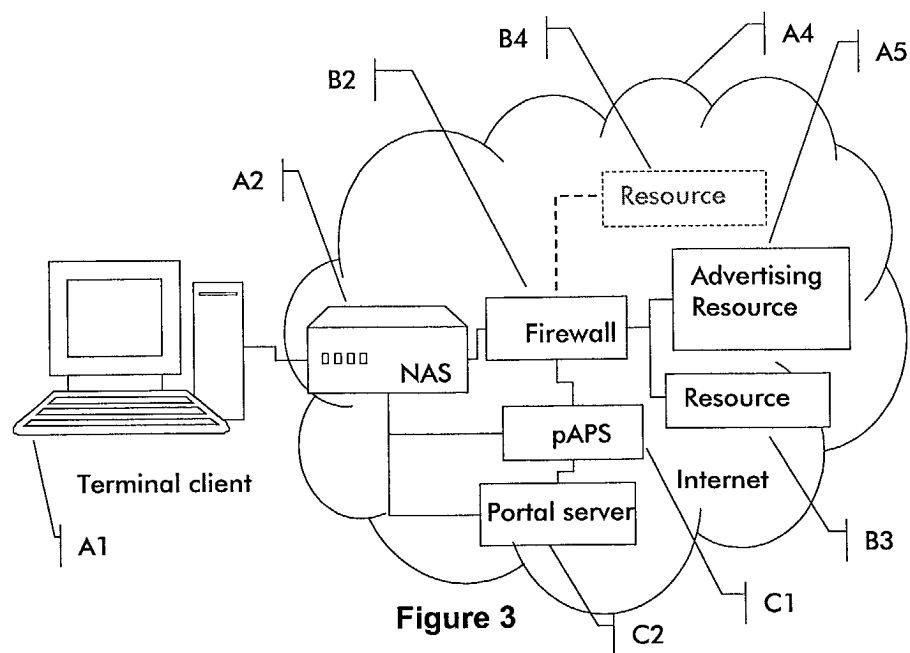 B4
A4
A5
B2
A2
Resource
Advertising
Resource
Firewall
NAS
Resource
pAPS
Terminal client
Internet
Portal server
A1
B3
C1
Figure 3
C2